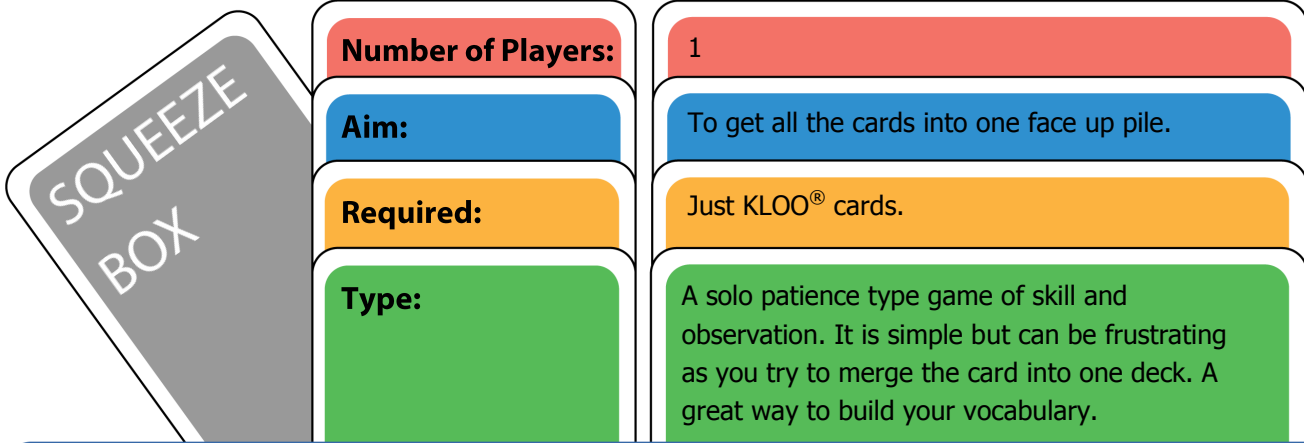 SQUEEZE
BOX
Number of Players:
1
Aim:
To get all the cards into one face up pile.
Required:
Just KLOO® cards.
Type:
A solo patience type game of skill and
observation. It is simple but can be frustrating
as you try to merge the card into one deck. A
great way to build your vocabulary.